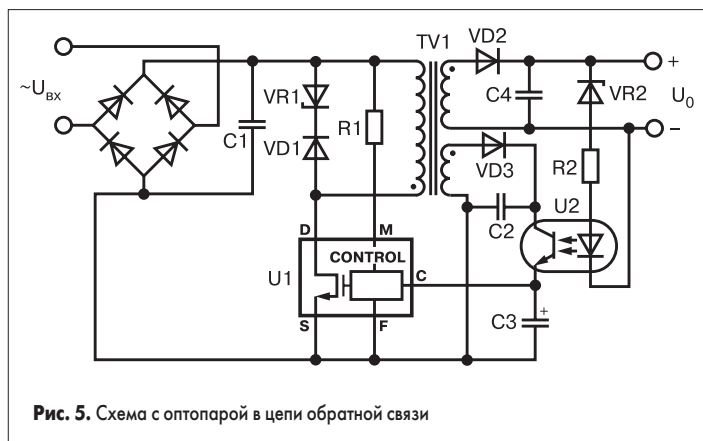 TV1
VD2
+
~Uвх
VR1
C4
VR2
U0
C1
R1
−
VD1
VD3
R2
C2
U2
D
M
CONTROL
U1
C
S
F
C3
+
Рис. 5. Схема с оптопарой в цепи обратной связи